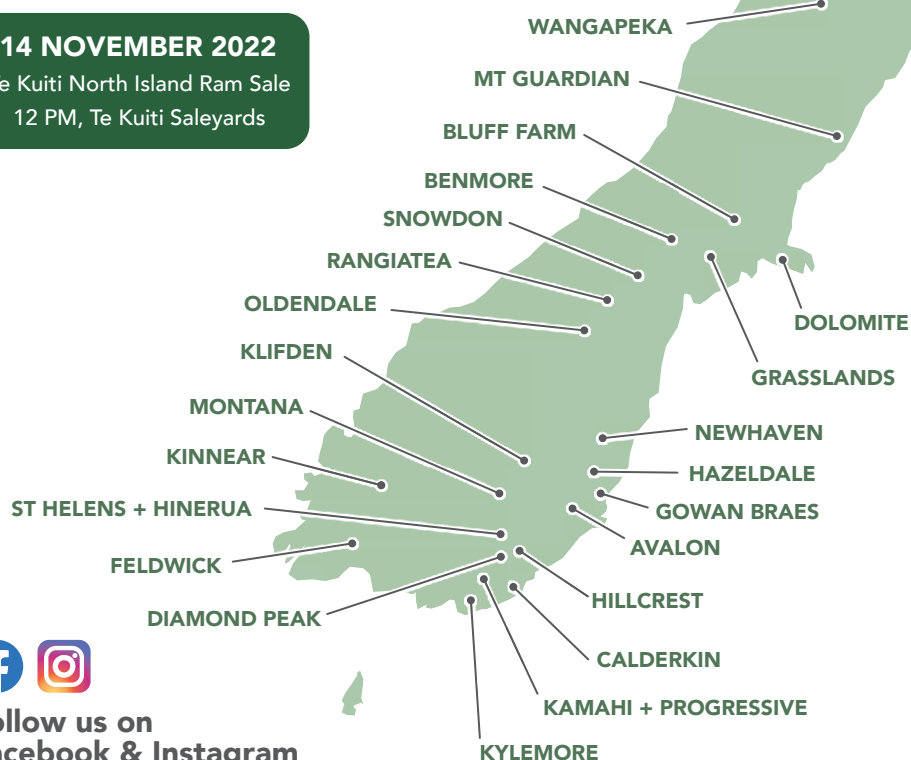 14 NOVEMBER 2022
Te Kuiti North Island Ram Sale
12 PM, Te Kuiti Saleyards
WANGAPEKA
MT GUARDIAN
BLUFF FARM
BENMORE
SNOWDON
RANGIATEA
OLDENDALE
DOLOMITE
KLIFDEN
GRASSLANDS
MONTANA
NEWHAVEN
KINNEAR
HAZELDALE
ST HELENS + HINERUA
GOWAN BRAES
AVALON
FELDWICK
HILLCREST
DIAMOND PEAK
CALDERKIN
KAMAHI + PROGRESSIVE
KYLEMORE
ollow us on
acebook & Instagram